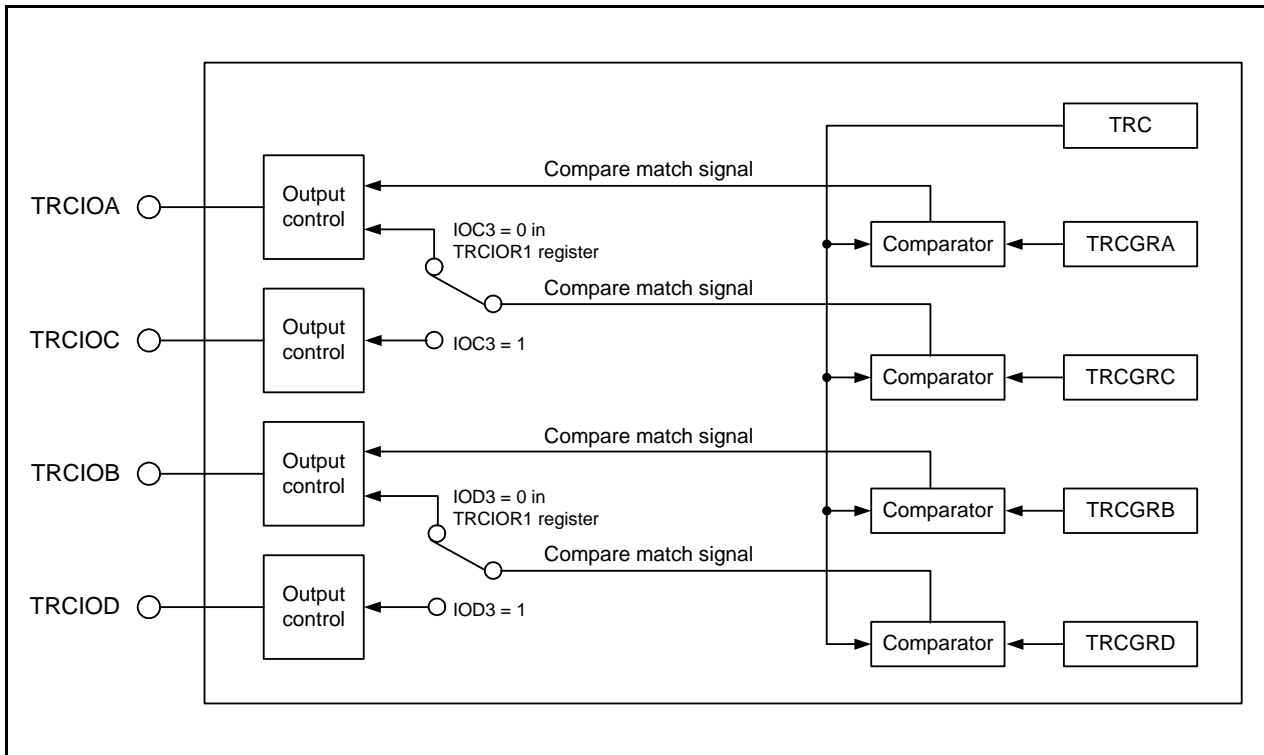 TRC
Compare match signal
TRCIOA
Output
control
IOC3 = 0 in
TRCIOR1 register
Comparator
TRCGRA
Compare match signal
TRCIOC
Output
control
IOC3 = 1
Comparator
TRCGRC
Compare match signal
TRCIOB
Output
control
IOD3 = 0 in
TRCIOR1 register
Comparator
TRCGRB
Compare match signal
TRCIOD
Output
control
IOD3 = 1
Comparator
TRCGRD